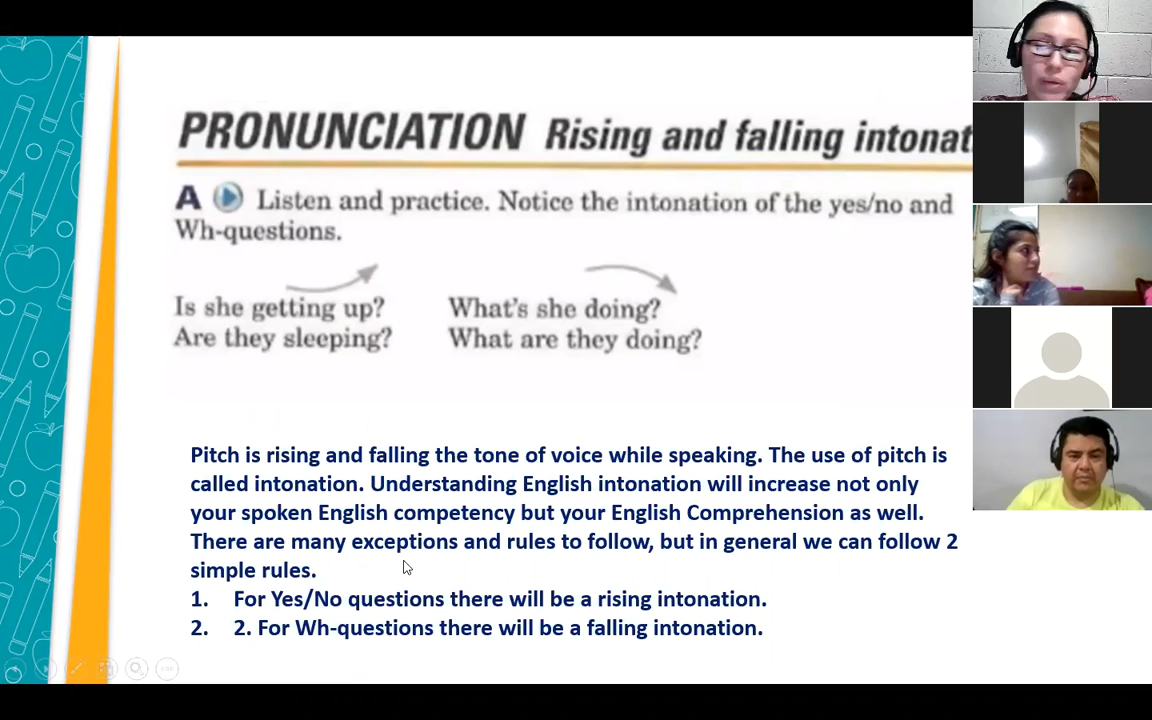 PRONUNCIATION Rising and falling intonat
A Listen and practice. Notice the intonation of the yes/no and
Wh-questions.
Is she getting up? What's she doing?
Are they sleeping? What are they doing?
Pitch is rising and falling the tone of voice while speaking. The use of pitch is
called intonation. Understanding English intonation will increase not only
your spoken English competency but your English Comprehension as well.
There are many exceptions and rules to follow, but in general we can follow 2
simple rules.
1. For Yes/No questions there will be a rising intonation.
2. 2. For Wh-questions there will be a falling intonation.